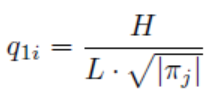 q_{1i} = \frac{H}{L \cdot \sqrt{|\pi_j|}}